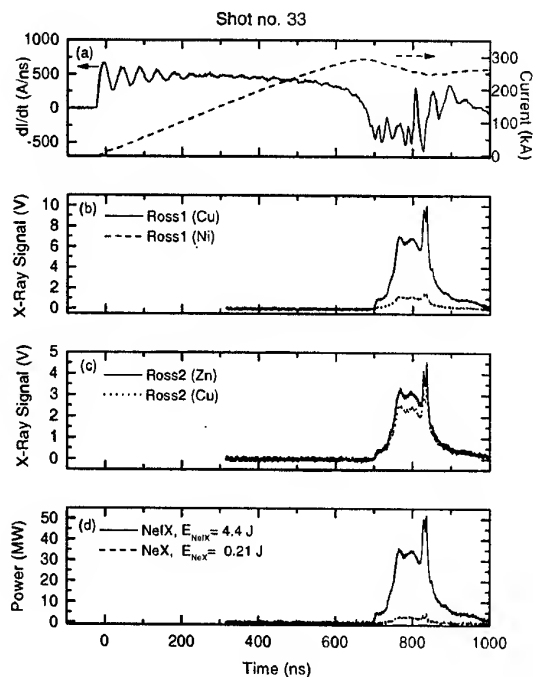 Shot no. 33
(a)
dI/dt (A/ns)
1000
500
0
-500
Current (kA)
300
200
100
0
(b)
Ross1 (Cu)
Ross1 (Ni)
X-Ray Signal (V)
10
8
6
4
2
0
(c)
Ross2 (Zn)
Ross2 (Cu)
X-Ray Signal (V)
5
4
3
2
1
0
(d)
NeIX, E_NeIX = 4.4 J
NeX, E_NeX = 0.21 J
Power (MW)
50
40
30
20
10
0
0 200 400 600 800 1000
Time (ns)